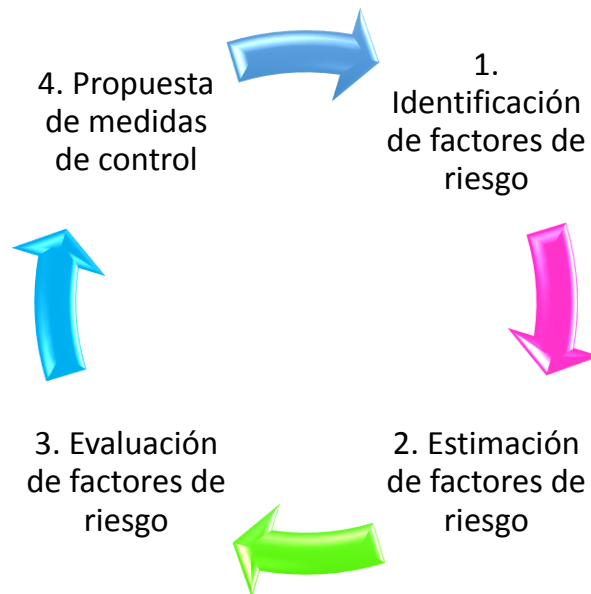 1.
Identificación
de factores de
riesgo
2. Estimación
de factores de
riesgo
3. Evaluación
de factores de
riesgo
4. Propuesta
de medidas
de control